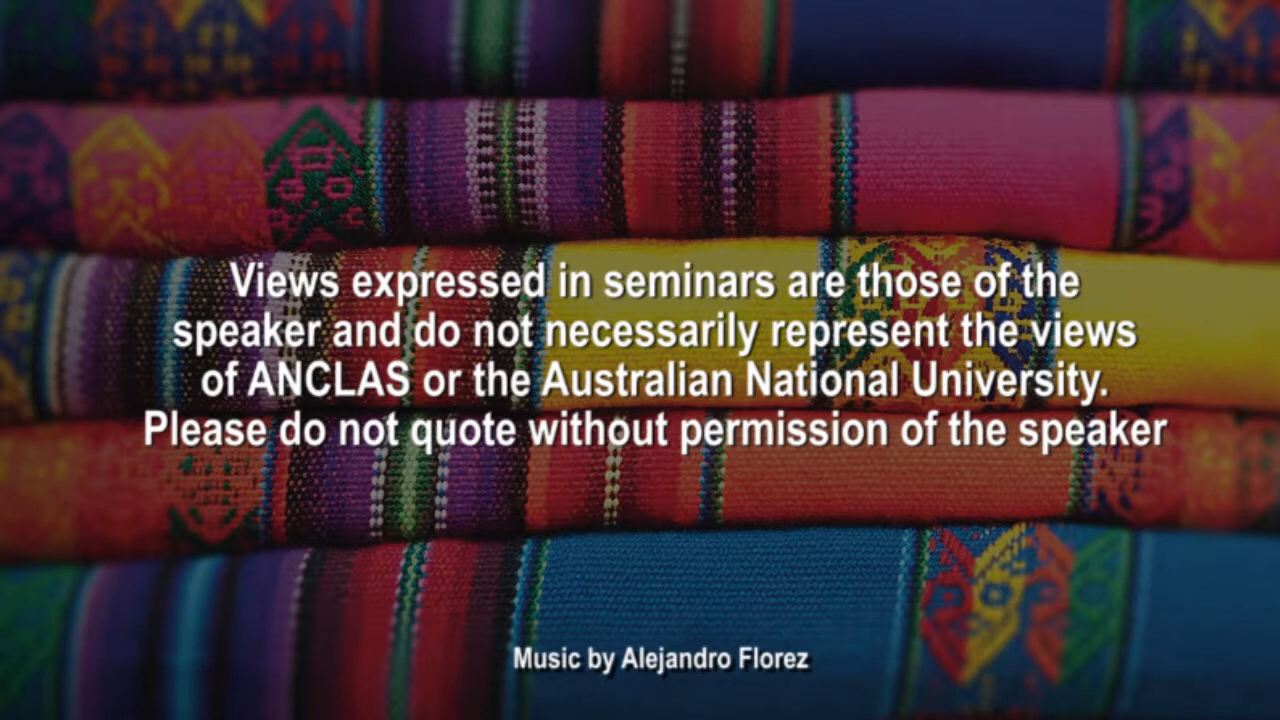 Views expressed in seminars are those of the
speaker and do not necessarily represent the views
of ANCLAS or the Australian National University.
Please do not quote without permission of the speaker
Music by Alejandro Florez